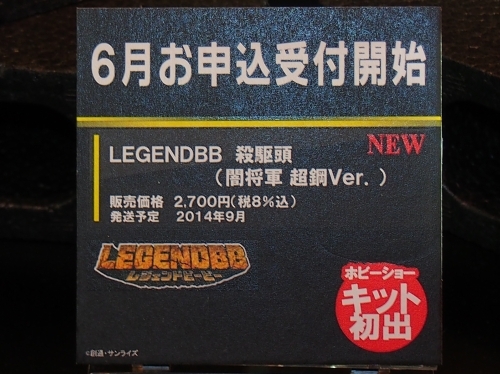 6月お申込受付開始
NEW
LEGENDBB 殺駆頭
（闇将軍 超鋼Ver. ）
販売価格 2,700円(税8%込)
発送予定 2014年9月
LEGENDBB
レジェンドビービー
ホビーショー
キット
初出
©創通・サンライズ